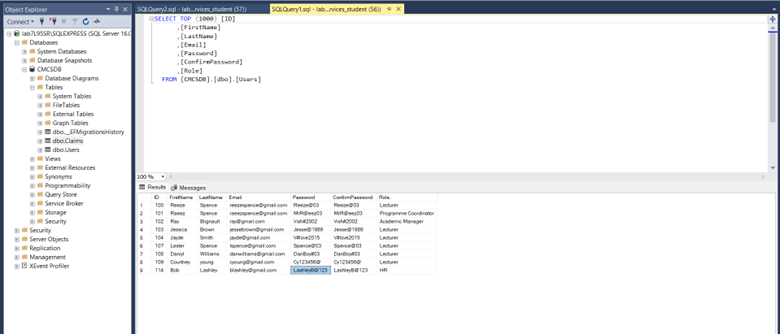 Object Explorer
Connect
lab7L95SR\SQLEXPRESS (SQL Server 16.0
Databases
System Databases
Database Snapshots
CMCSDB
Database Diagrams
Tables
System Tables
FileTables
External Tables
Graph Tables
dbo.__EFMigrationsHistory
dbo.Claims
dbo.Users
Views
External Resources
Synonyms
Programmability
Query Store
Service Broker
Storage
Security
Security
Server Objects
Replication
Management
XEvent Profiler
SQLQuery2.sql - lab...rvices_student (57))
SQLQuery1.sql - lab...rvices_student (56))
SELECT TOP (1000) [ID]
,[FirstName]
,[LastName]
,[Email]
,[Password]
,[ConfirmPassword]
,[Role]
FROM [CMCSDB].[dbo].[Users]
100 %
Results Messages
ID FirstName LastName Email Password ConfirmPassword Role
1 100 Reeze Spence reezespence@gmail.com Reeze@03 Reeze@03 Lecturer
2 101 Reeez Spence raeezspence@gmail.com MrR@eez03 MrR@eez03 Programme Coordinator
3 102 Ray Blignault ray@gmail.com Vish#2002 Vish#2002 Academic Manager
4 103 Jessica Brown jessebrown@gmail.com Jesse@1989 Jesse@1989 Lecturer
5 104 Jayde Smith jayde@gmail.com V#love2015 V#love2015 Lecturer
6 107 Lester Spence lspence@gmail.com Spence@03 Spence@03 Lecturer
7 108 Danyl Williams danwilliams@gmail.com DanBoy#03 DanBoy#03 Lecturer
8 109 Courtney young cyoung@gmail.com Cy123456@ Cy123456@ Lecturer
9 114 Bob Lashley blashley@gmail.com LashleyB@123 LashleyB@123 HR